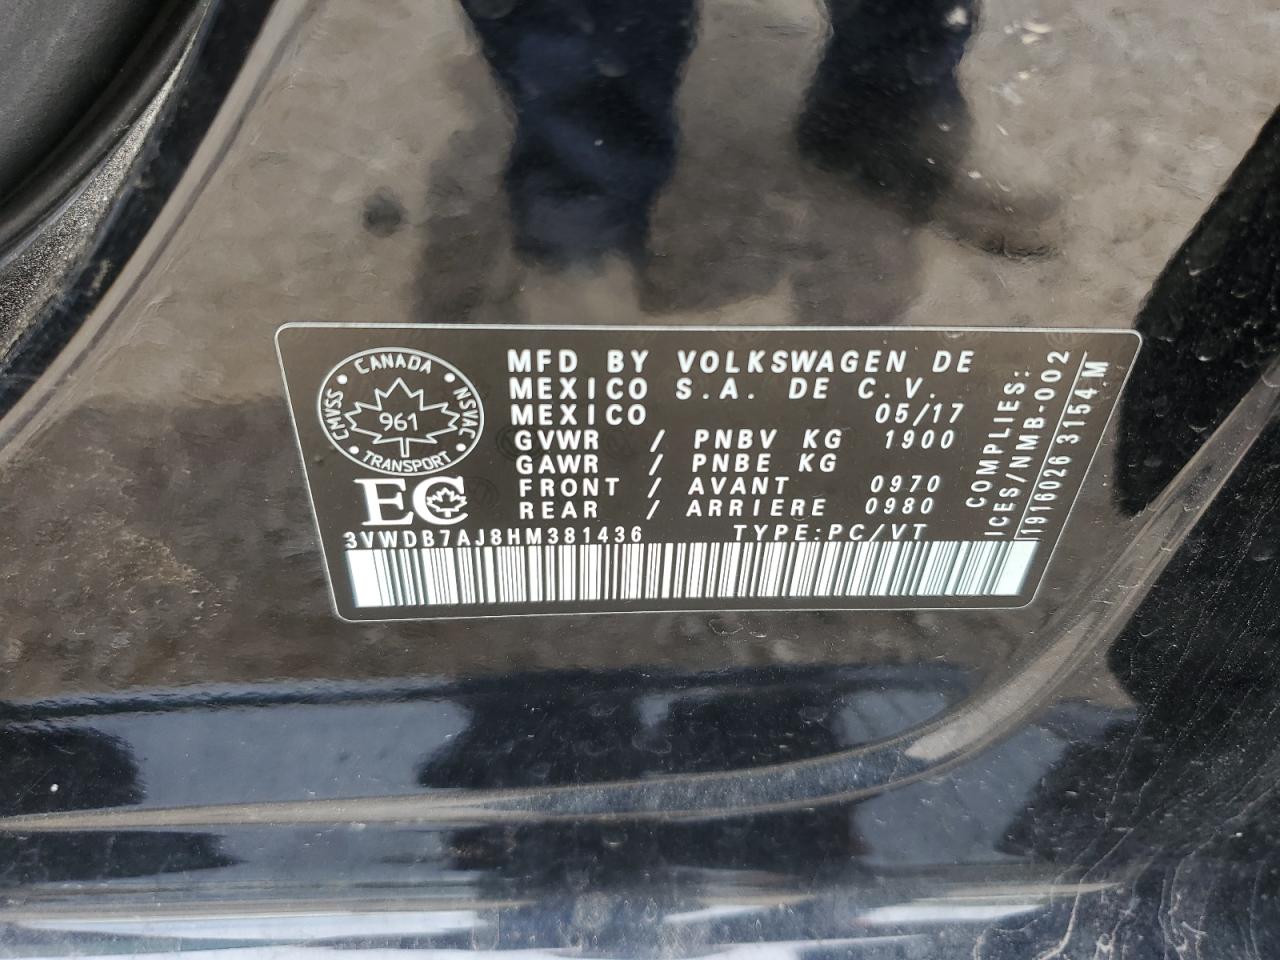 CANADA
CMVSS 961 NSVAC
TRANSPORT
EC
MFD BY VOLKSWAGEN DE
MEXICO S.A. DE C.V.
MEXICO 05/17
GVWR / PNBV KG 1900
GAWR / PNBE KG
FRONT / AVANT 0970
REAR / ARRIERE 0980
3VWDB7AJ8HM381436 TYPE:PC/VT
COMPLIES:
ICES/NMB-002
1916026 3154 M